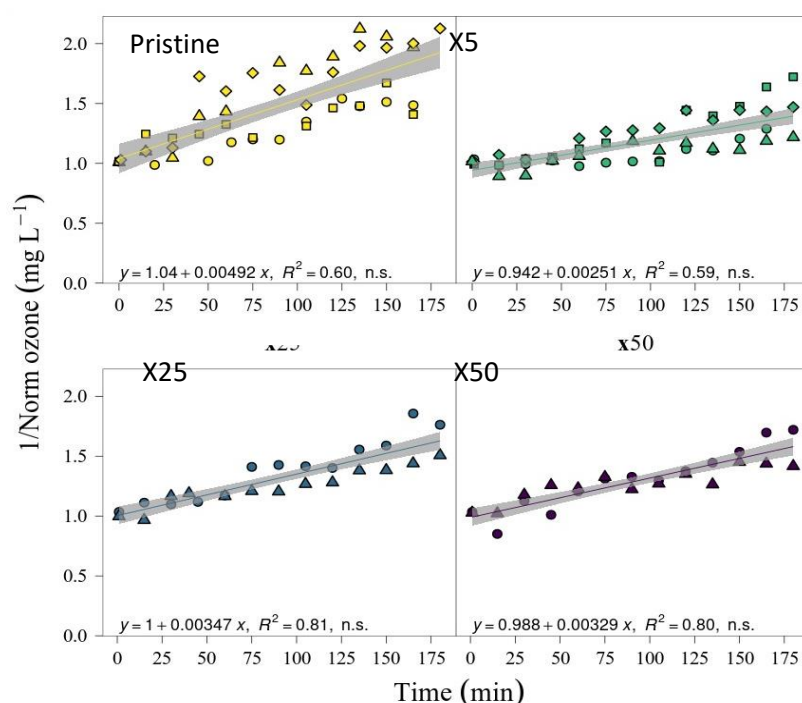 Pristine
X5
2.0
1.5
1.0
0.5
0.0
y = 1.04 + 0.00492 x, R² = 0.60, n.s.
y = 0.942 + 0.00251 x, R² = 0.59, n.s.
0 25 50 75 100 125 150 175
0 25 50 75 100 125 150 175
x50
X25
X50
2.0
1.5
1.0
0.5
0.0
y = 1 + 0.00347 x, R² = 0.81, n.s.
y = 0.988 + 0.00329 x, R² = 0.80, n.s.
0 25 50 75 100 125 150 175
0 25 50 75 100 125 150 175
Time (min)
1/Norm ozone (mg L⁻¹)